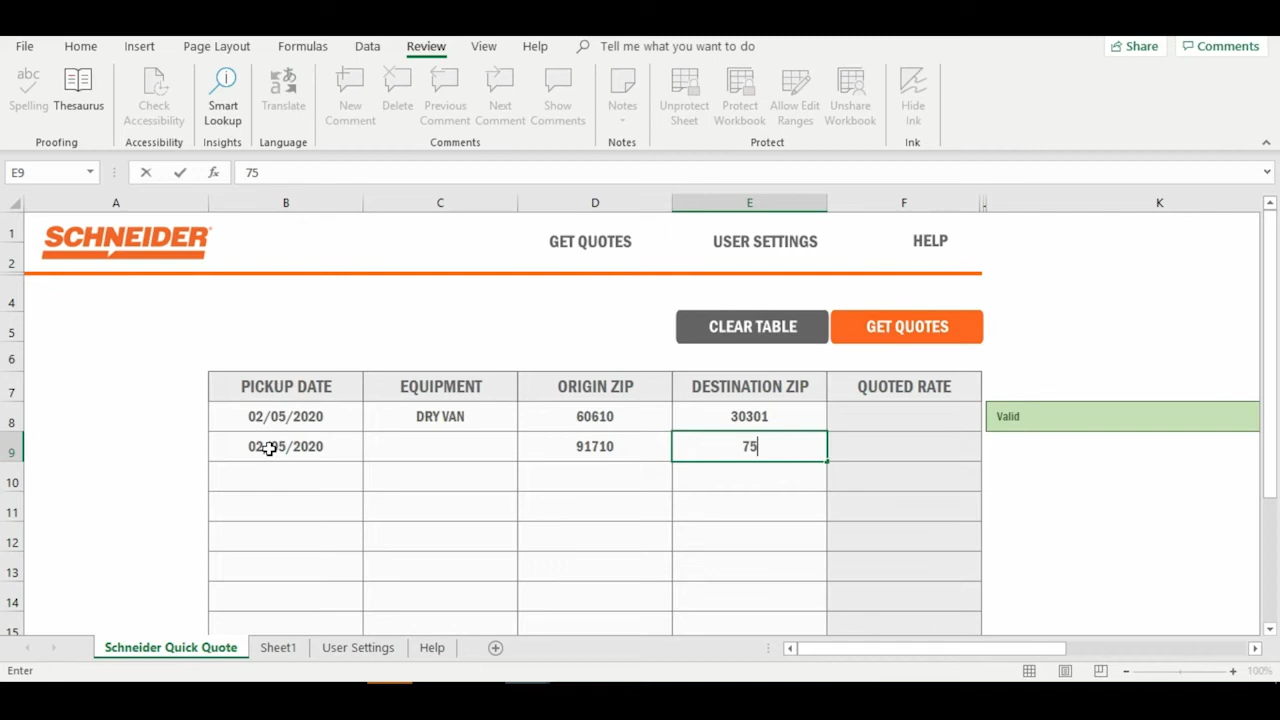 File Home Insert Page Layout Formulas Data Review View Help Tell me what you want to do Share Comments
abc
Spelling Thesaurus Check Accessibility Smart Lookup Translate New Comment Delete Previous Comment Next Comment Show Comments Notes Unprotect Sheet Protect Workbook Allow Edit Ranges Unshare Workbook Hide Ink
Proofing Accessibility Insights Language Comments Notes Protect Ink
E9 fx 75
A B C D E F K
1 SCHNEIDER® GET QUOTES USER SETTINGS HELP
2
4
5 CLEAR TABLE GET QUOTES
6
7 PICKUP DATE EQUIPMENT ORIGIN ZIP DESTINATION ZIP QUOTED RATE
8 02/05/2020 DRY VAN 60610 30301 Valid
9 02/05/2020 91710 75
10
11
12
13
14
15
Schneider Quick Quote Sheet1 User Settings Help
Enter 100%